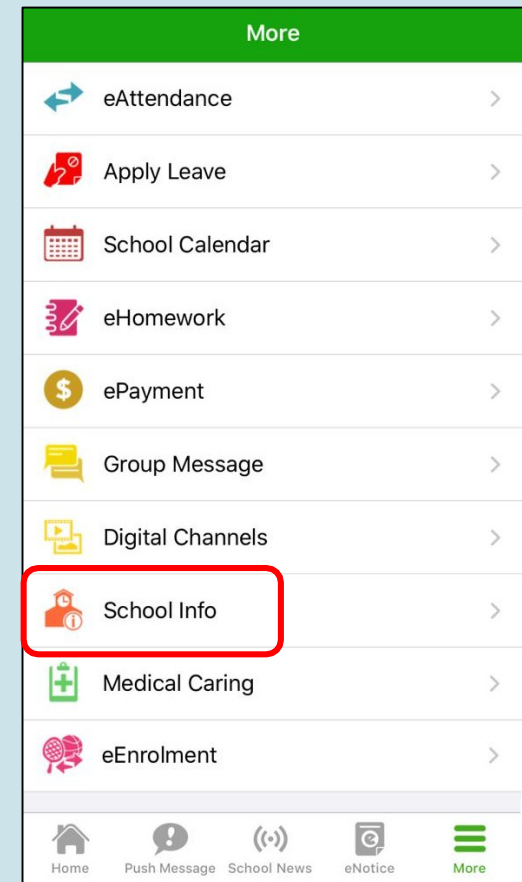 More
eAttendance
Apply Leave
School Calendar
eHomework
ePayment
Group Message
Digital Channels
School Info
Medical Caring
eEnrolment
Home Push Message School News eNotice More